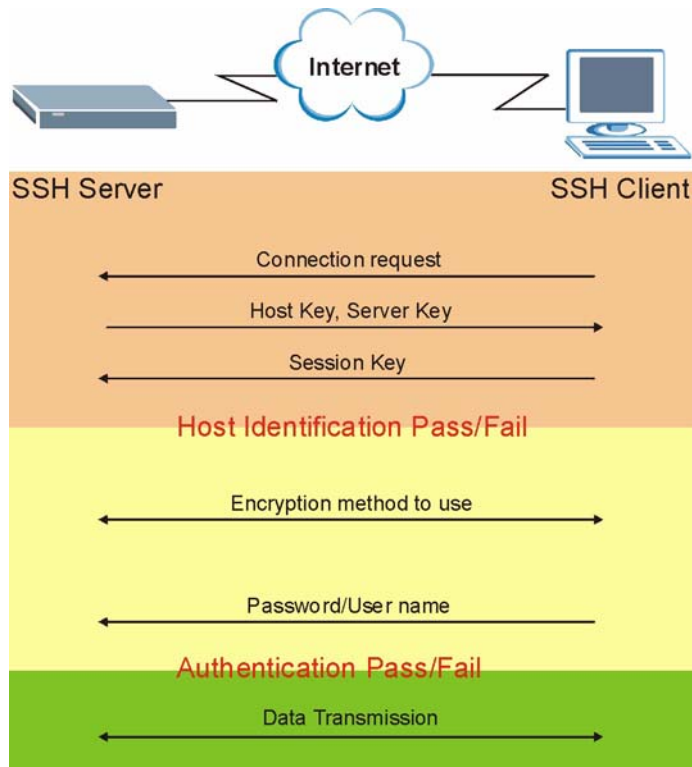 Internet
SSH Server
SSH Client
Connection request
Host Key, Server Key
Session Key
Host Identification Pass/Fail
Encryption method to use
Password/User name
Authentication Pass/Fail
Data Transmission